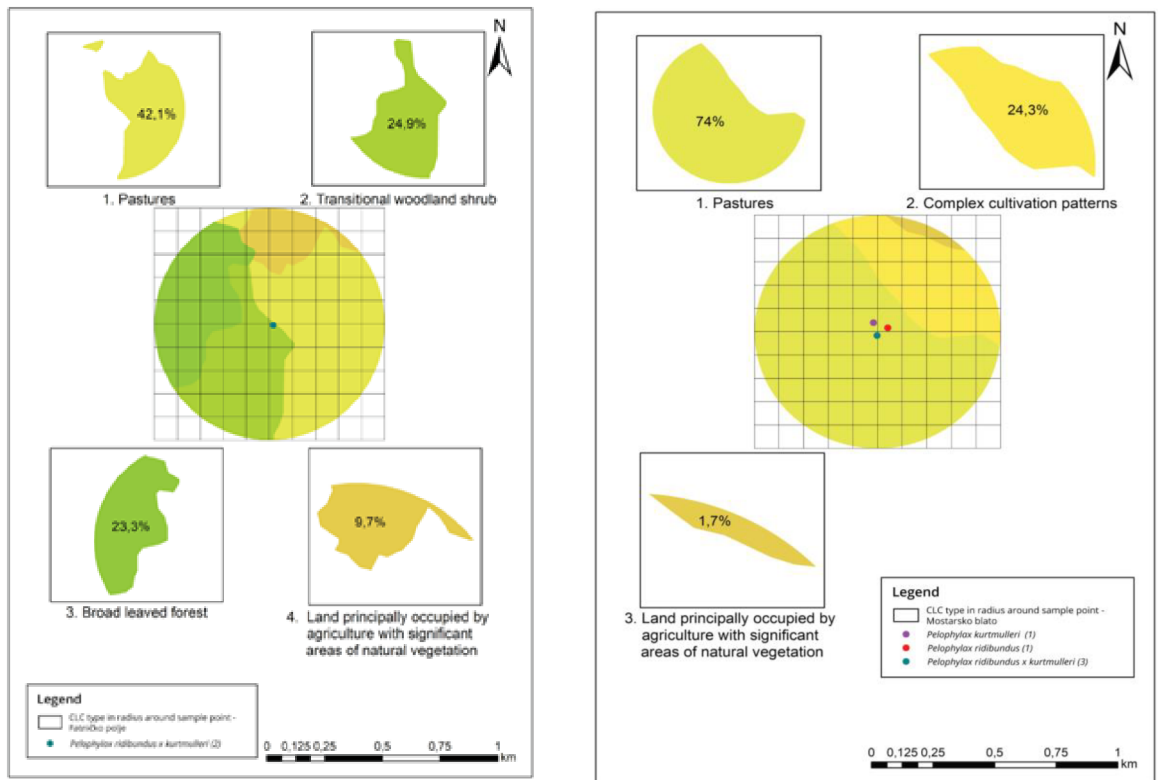 N
42,1%
24,9%
1. Pastures
2. Transitional woodland shrub
23,3%
9,7%
3. Broad leaved forest
4. Land principally occupied by
agriculture with significant
areas of natural vegetation
Legend
CLC type in radius around sample point -
Fatničko polje
Pelophylax ridibundus x kurtmulleri (2)
0 0,125 0,25 0,5 0,75 1
km
N
74%
24,3%
1. Pastures
2. Complex cultivation patterns
1,7%
3. Land principally occupied by
agriculture with significant
areas of natural vegetation
Legend
CLC type in radius around sample point -
Mostarsko blato
Pelophylax kurtmulleri (1)
Pelophylax ridibundus (1)
Pelophylax ridibundus x kurtmulleri (3)
0 0,125 0,25 0,5 0,75 1
km